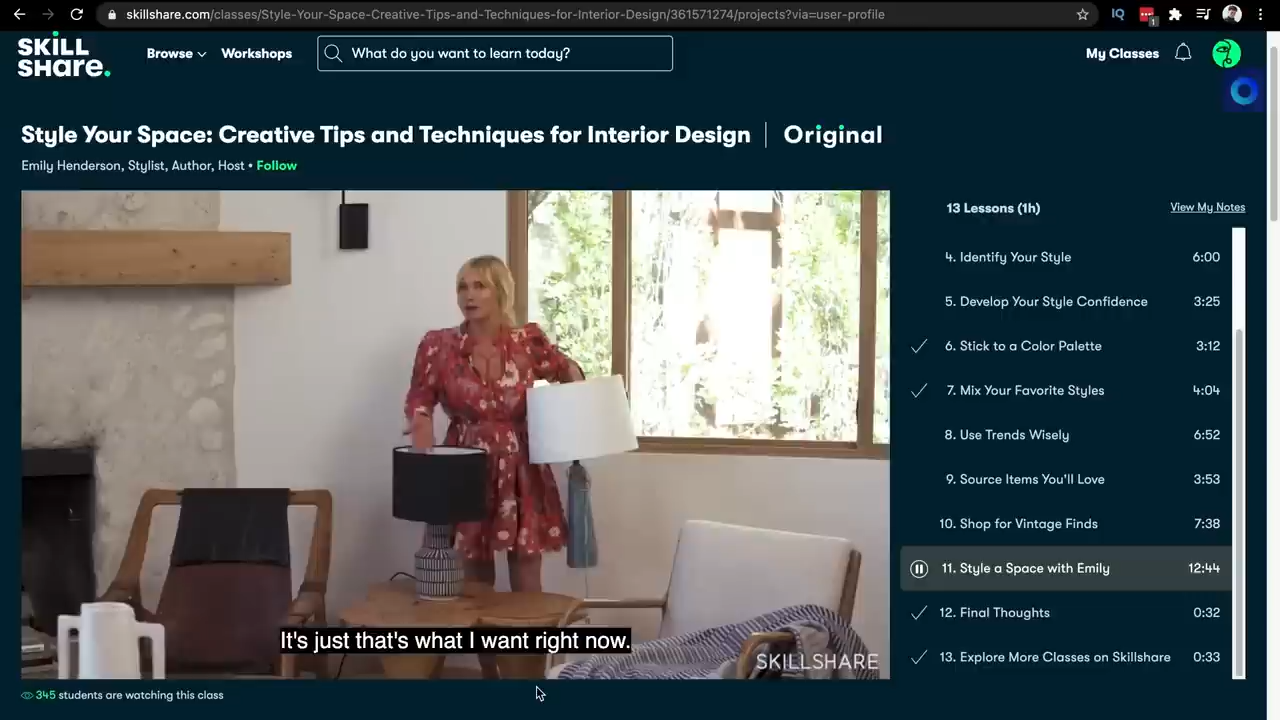 skillshare.com/classes/Style-Your-Space-Creative-Tips-and-Techniques-for-Interior-Design/361571274/projects?via=user-profile
IQ
1
SKILL
SHARE.
Browse
Workshops
What do you want to learn today?
My Classes
Style Your Space: Creative Tips and Techniques for Interior Design | Original
Emily Henderson, Stylist, Author, Host • Follow
13 Lessons (1h)
View My Notes
4. Identify Your Style 6:00
5. Develop Your Style Confidence 3:25
6. Stick to a Color Palette 3:12
7. Mix Your Favorite Styles 4:04
8. Use Trends Wisely 6:52
9. Source Items You'll Love 3:53
10. Shop for Vintage Finds 7:38
11. Style a Space with Emily 12:44
12. Final Thoughts 0:32
13. Explore More Classes on Skillshare 0:33
It's just that's what I want right now.
SKILLSHARE
345 students are watching this class